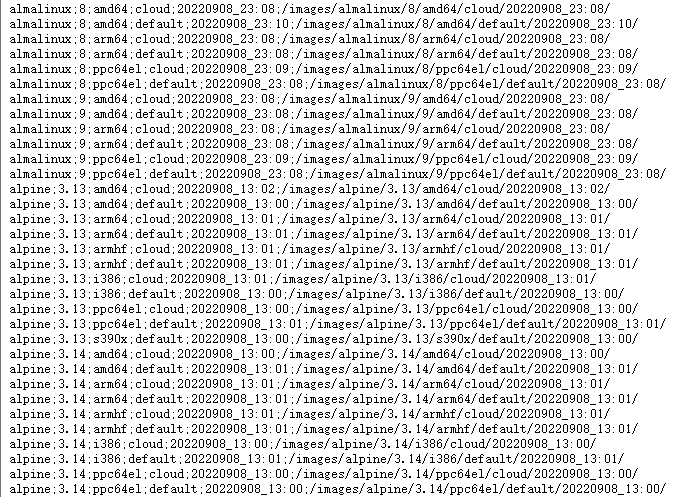 almalinux;8;amd64;cloud;20220908_23:08;/images/almalinux/8/amd64/cloud/20220908_23:08/
almalinux;8;amd64;default;20220908_23:10;/images/almalinux/8/amd64/default/20220908_23:10/
almalinux;8;arm64;cloud;20220908_23:08;/images/almalinux/8/arm64/cloud/20220908_23:08/
almalinux;8;arm64;default;20220908_23:08;/images/almalinux/8/arm64/default/20220908_23:08/
almalinux;8;ppc64el;cloud;20220908_23:09;/images/almalinux/8/ppc64el/cloud/20220908_23:09/
almalinux;8;ppc64el;default;20220908_23:08;/images/almalinux/8/ppc64el/default/20220908_23:08/
almalinux;9;amd64;cloud;20220908_23:08;/images/almalinux/9/amd64/cloud/20220908_23:08/
almalinux;9;amd64;default;20220908_23:08;/images/almalinux/9/amd64/default/20220908_23:08/
almalinux;9;arm64;cloud;20220908_23:08;/images/almalinux/9/arm64/cloud/20220908_23:08/
almalinux;9;arm64;default;20220908_23:08;/images/almalinux/9/arm64/default/20220908_23:08/
almalinux;9;ppc64el;cloud;20220908_23:09;/images/almalinux/9/ppc64el/cloud/20220908_23:09/
almalinux;9;ppc64el;default;20220908_23:08;/images/almalinux/9/ppc64el/default/20220908_23:08/
alpine;3.13;amd64;cloud;20220908_13:02;/images/alpine/3.13/amd64/cloud/20220908_13:02/
alpine;3.13;amd64;default;20220908_13:00;/images/alpine/3.13/amd64/default/20220908_13:00/
alpine;3.13;arm64;cloud;20220908_13:01;/images/alpine/3.13/arm64/cloud/20220908_13:01/
alpine;3.13;arm64;default;20220908_13:01;/images/alpine/3.13/arm64/default/20220908_13:01/
alpine;3.13;armhf;cloud;20220908_13:01;/images/alpine/3.13/armhf/cloud/20220908_13:01/
alpine;3.13;armhf;default;20220908_13:01;/images/alpine/3.13/armhf/default/20220908_13:01/
alpine;3.13;i386;cloud;20220908_13:01;/images/alpine/3.13/i386/cloud/20220908_13:01/
alpine;3.13;i386;default;20220908_13:00;/images/alpine/3.13/i386/default/20220908_13:00/
alpine;3.13;ppc64el;cloud;20220908_13:00;/images/alpine/3.13/ppc64el/cloud/20220908_13:00/
alpine;3.13;ppc64el;default;20220908_13:01;/images/alpine/3.13/ppc64el/default/20220908_13:01/
alpine;3.13;s390x;default;20220908_13:00;/images/alpine/3.13/s390x/default/20220908_13:00/
alpine;3.14;amd64;cloud;20220908_13:00;/images/alpine/3.14/amd64/cloud/20220908_13:00/
alpine;3.14;amd64;default;20220908_13:01;/images/alpine/3.14/amd64/default/20220908_13:01/
alpine;3.14;arm64;cloud;20220908_13:01;/images/alpine/3.14/arm64/cloud/20220908_13:01/
alpine;3.14;arm64;default;20220908_13:00;/images/alpine/3.14/arm64/default/20220908_13:00/
alpine;3.14;armhf;cloud;20220908_13:01;/images/alpine/3.14/armhf/cloud/20220908_13:01/
alpine;3.14;armhf;default;20220908_13:01;/images/alpine/3.14/armhf/default/20220908_13:01/
alpine;3.14;i386;cloud;20220908_13:00;/images/alpine/3.14/i386/cloud/20220908_13:00/
alpine;3.14;i386;default;20220908_13:01;/images/alpine/3.14/i386/default/20220908_13:01/
alpine;3.14;ppc64el;cloud;20220908_13:00;/images/alpine/3.14/ppc64el/cloud/20220908_13:00/
alpine;3.14;ppc64el;default;20220908_13:00;/images/alpine/3.14/ppc64el/default/20220908_13:00/